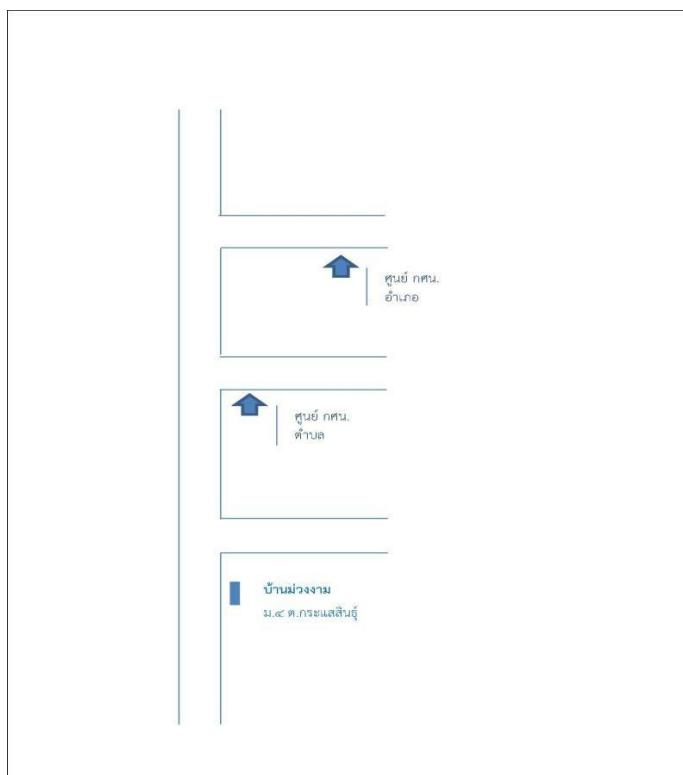 ศูนย์ กศน.
อำเภอ
ศูนย์ กศน.
ตำบล
บ้านม่วงงาม
ม.๔ ต.กระแสสินธุ์